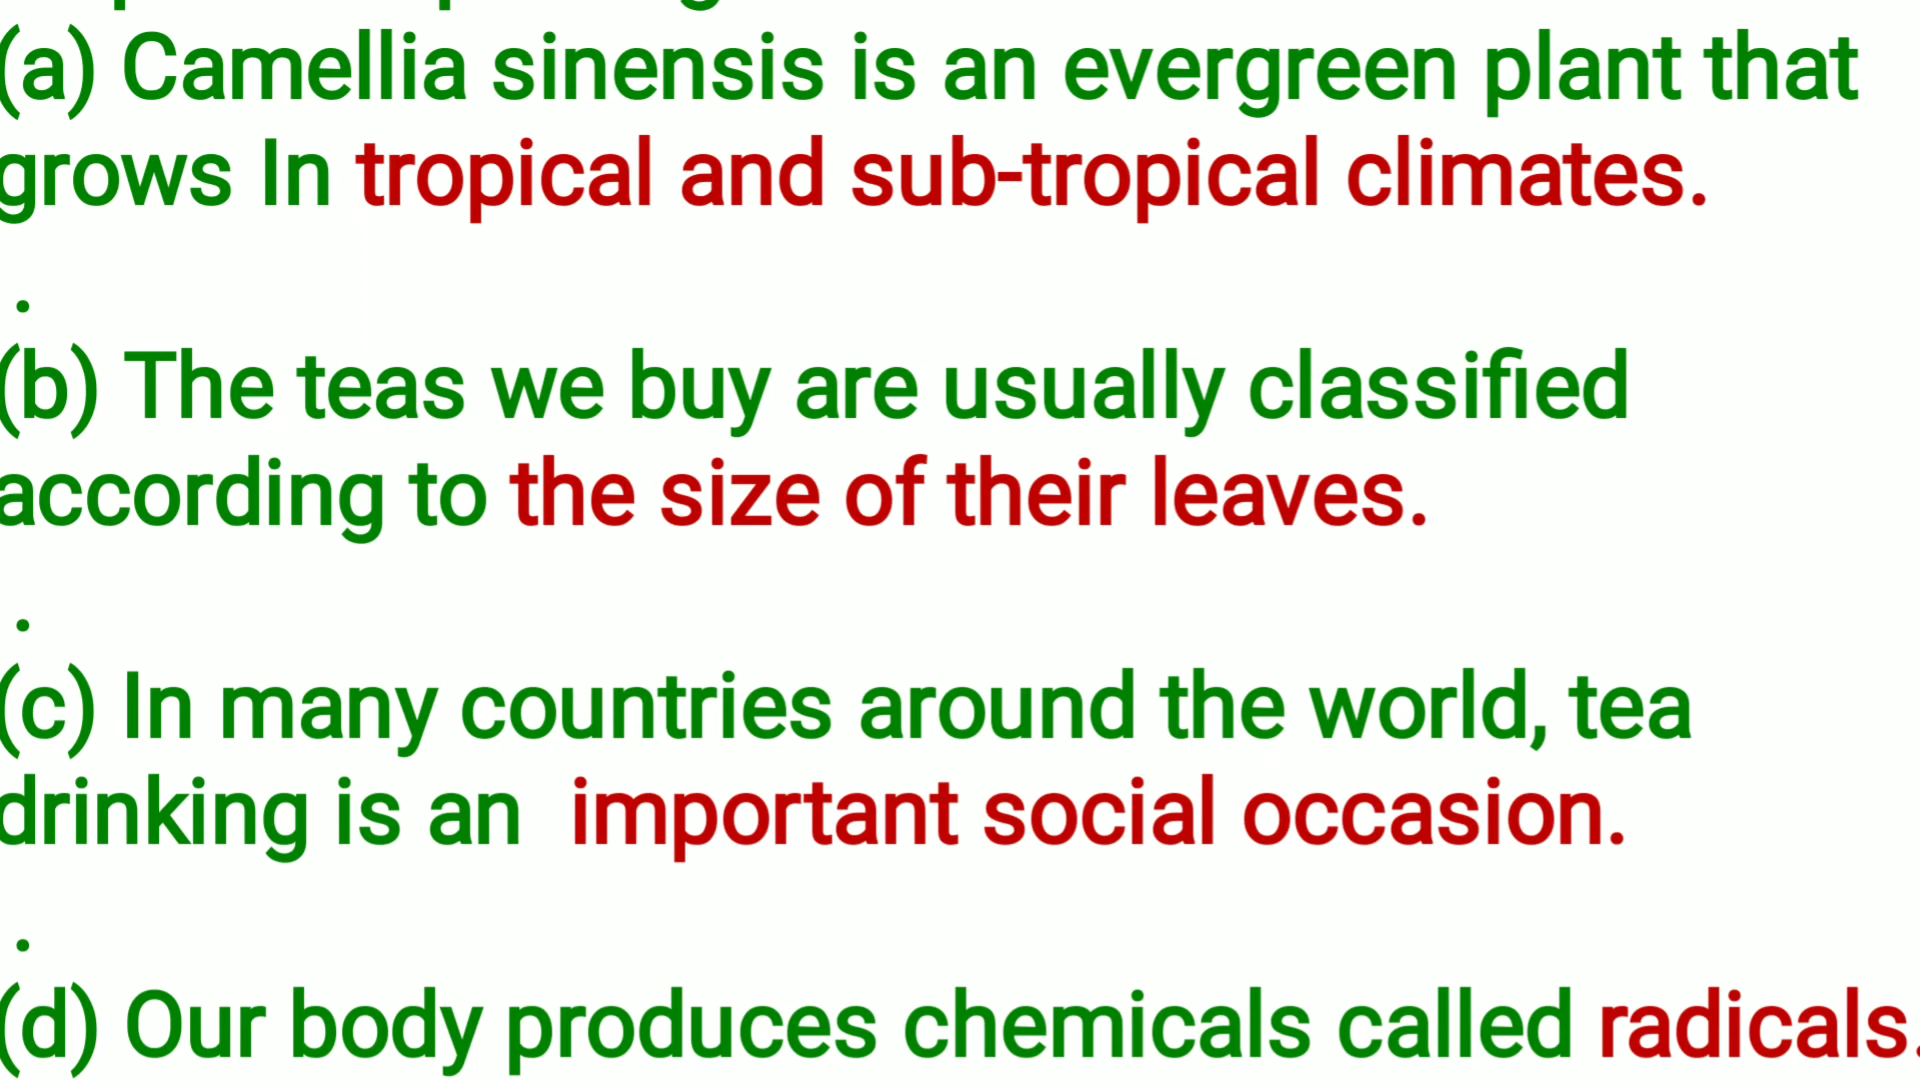 (a) Camellia sinensis is an evergreen plant that
grows In tropical and sub-tropical climates.
.
(b) The teas we buy are usually classified
according to the size of their leaves.
.
(c) In many countries around the world, tea
drinking is an  important social occasion.
.
(d) Our body produces chemicals called radicals.